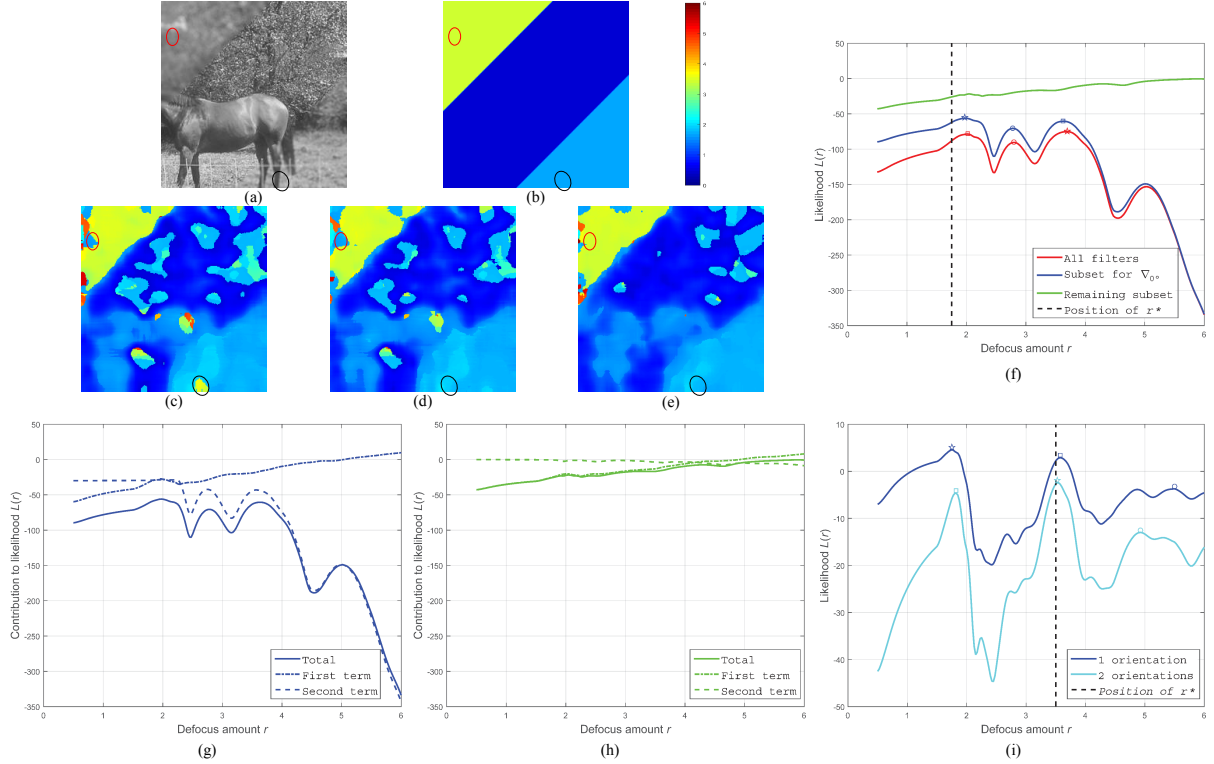 6
5
4
3
2
1
0
(a)
(b)
(c)
(d)
(e)
50
0
-50
-100
-150
-200
-250
-300
-350
Likelihood L(r)
All filters
Subset for ∇0°
Remaining subset
Position of r*
0 1 2 3 4 5 6
Defocus amount r
(f)
50
0
-50
-100
-150
-200
-250
-300
-350
Contribution to likelihood L(r)
Total
First term
Second term
0 1 2 3 4 5 6
Defocus amount r
(g)
50
0
-50
-100
-150
-200
-250
-300
-350
Contribution to likelihood L(r)
Total
First term
Second term
0 1 2 3 4 5 6
Defocus amount r
(h)
10
0
-10
-20
-30
-40
-50
Likelihood L(r)
1 orientation
2 orientations
Position of r*
0 1 2 3 4 5 6
Defocus amount r
(i)